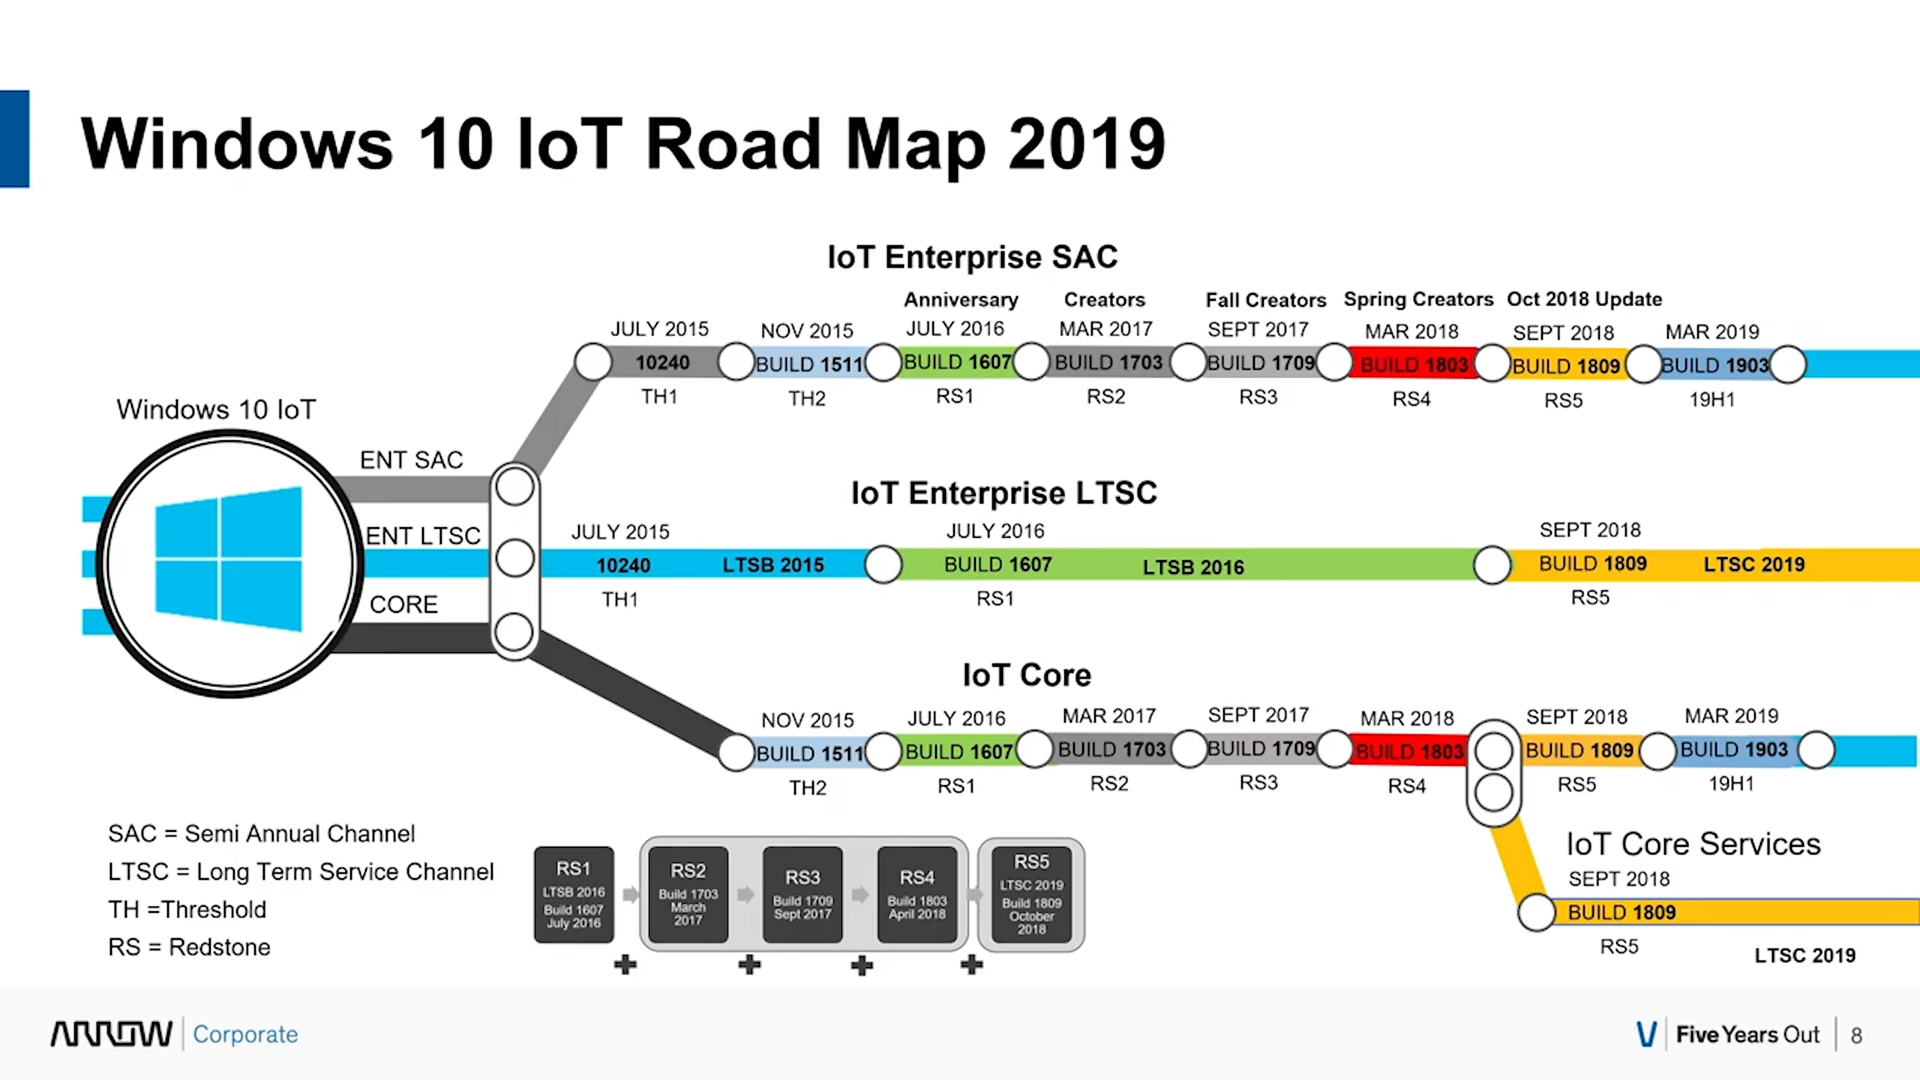 Windows 10 IoT Road Map 2019
IoT Enterprise SAC
Anniversary Creators Fall Creators Spring Creators Oct 2018 Update
JULY 2015 NOV 2015 JULY 2016 MAR 2017 SEPT 2017 MAR 2018 SEPT 2018 MAR 2019
10240 BUILD 1511 BUILD 1607 BUILD 1703 BUILD 1709 BUILD 1803 BUILD 1809 BUILD 1903
TH1 TH2 RS1 RS2 RS3 RS4 RS5 19H1
Windows 10 IoT
ENT SAC
ENT LTSC
CORE
IoT Enterprise LTSC
JULY 2015 JULY 2016 SEPT 2018
10240 LTSB 2015 BUILD 1607 LTSB 2016 BUILD 1809 LTSC 2019
TH1 RS1 RS5
IoT Core
NOV 2015 JULY 2016 MAR 2017 SEPT 2017 MAR 2018 SEPT 2018 MAR 2019
BUILD 1511 BUILD 1607 BUILD 1703 BUILD 1709 BUILD 1803 BUILD 1809 BUILD 1903
TH2 RS1 RS2 RS3 RS4 RS5 19H1
IoT Core Services
SEPT 2018
BUILD 1809
RS5
LTSC 2019
SAC = Semi Annual Channel
LTSC = Long Term Service Channel
TH =Threshold
RS = Redstone
RS1
LTSB 2016
Build 1607
July 2016
RS2
Build 1703
March
2017
RS3
Build 1709
Sept 2017
RS4
Build 1803
April 2018
RS5
LTSC 2019
Build 1809
October
2018
ARROW Corporate
Five Years Out 8